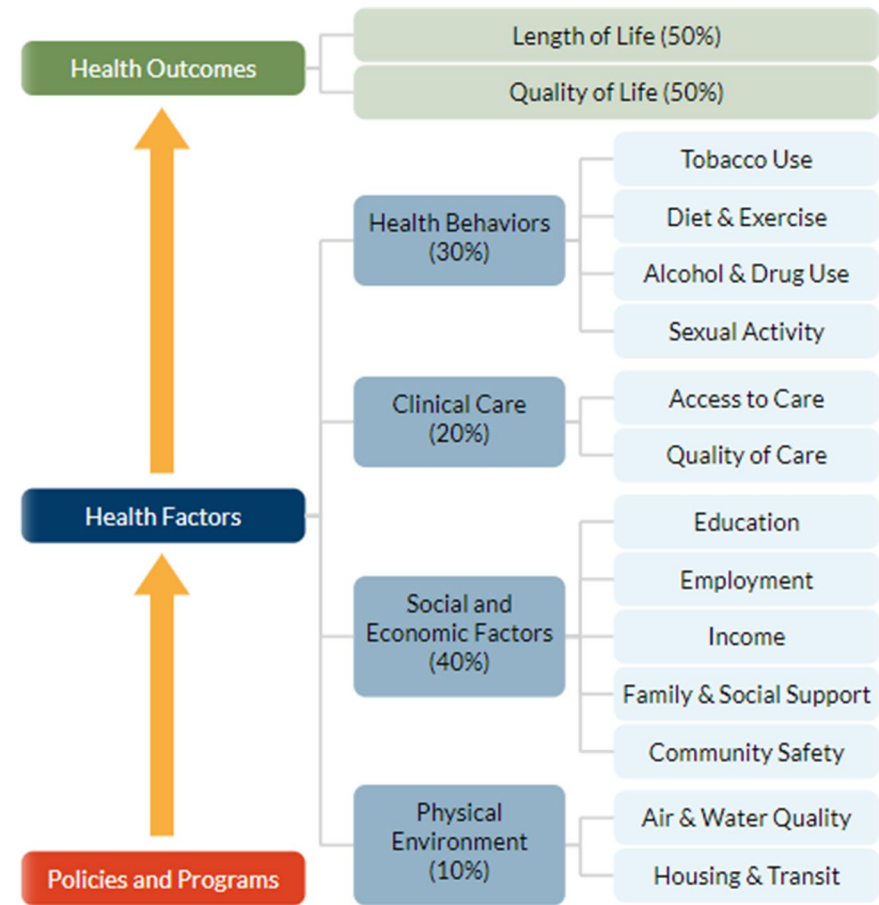 Health Outcomes
Length of Life (50%)
Quality of Life (50%)
Health Factors
Health Behaviors
(30%)
Tobacco Use
Diet & Exercise
Alcohol & Drug Use
Sexual Activity
Clinical Care
(20%)
Access to Care
Quality of Care
Social and
Economic Factors
(40%)
Education
Employment
Income
Family & Social Support
Community Safety
Physical
Environment
(10%)
Air & Water Quality
Housing & Transit
Policies and Programs